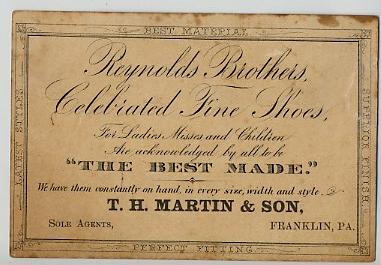 BEST MATERIAL
Reynolds Brothers,
Celebrated Fine Shoes,
For Ladies Misses and Children
Are acknowledged by all to be
"THE BEST MADE."
We have them constantly on hand, in every size, width and style.
T. H. MARTIN & SON,
SOLE AGENTS, FRANKLIN, PA.
PERFECT FITTING
LATEST STYLES
SUPERIOR FINISH